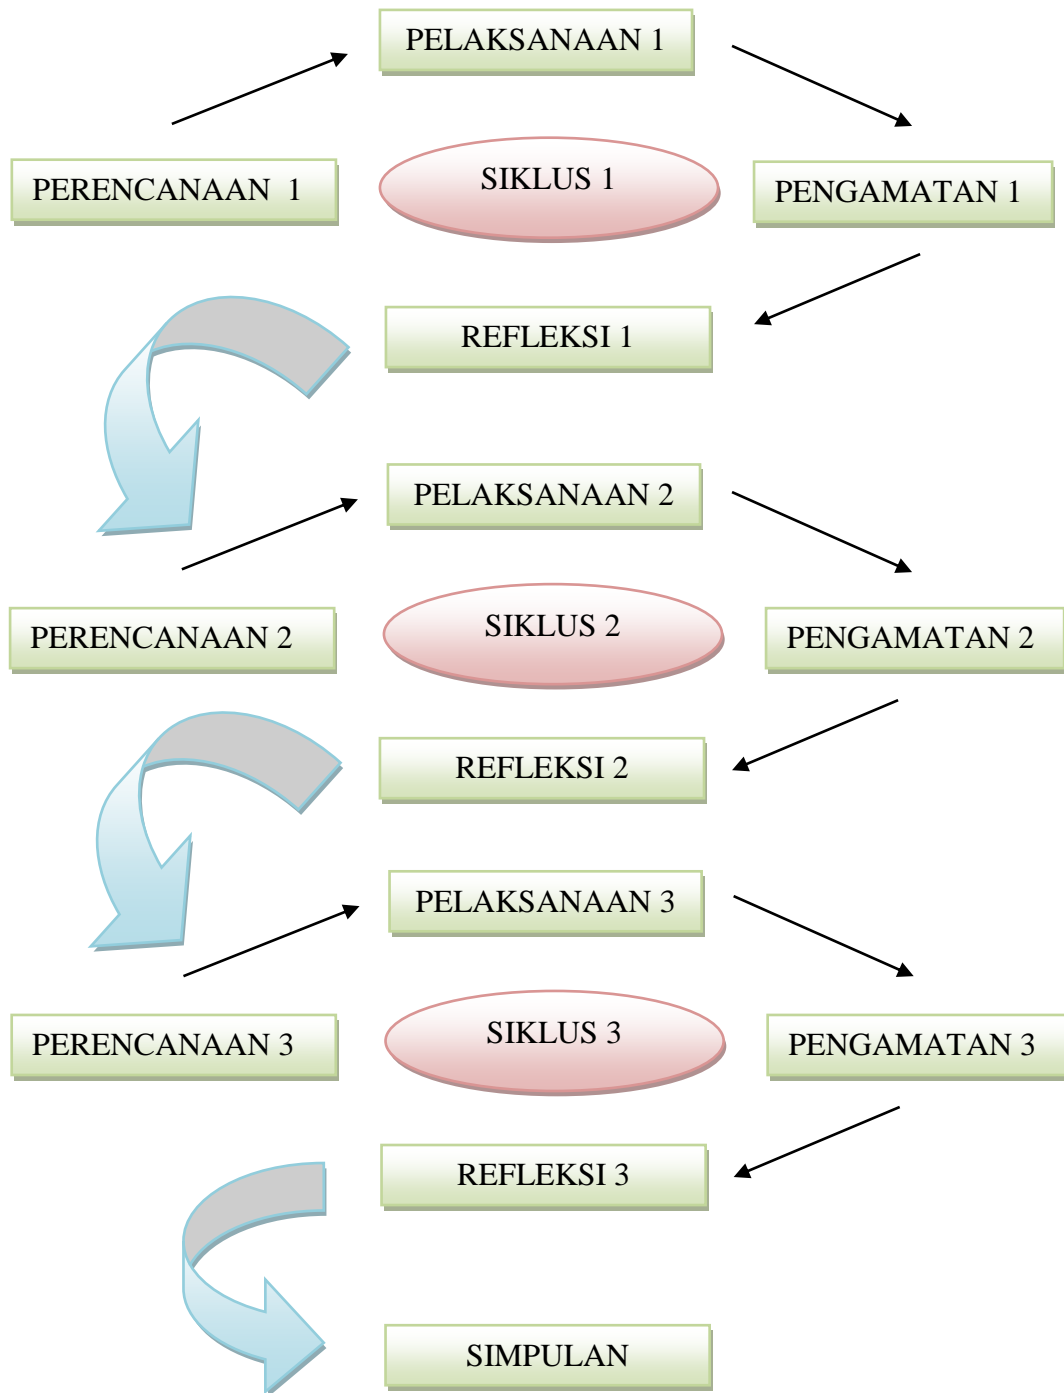 PELAKSANAAN 1
PERENCANAAN  1
SIKLUS 1
PENGAMATAN 1
REFLEKSI 1
PELAKSANAAN 2
PERENCANAAN 2
SIKLUS 2
PENGAMATAN 2
REFLEKSI 2
PELAKSANAAN 3
PERENCANAAN 3
SIKLUS 3
PENGAMATAN 3
REFLEKSI 3
SIMPULAN